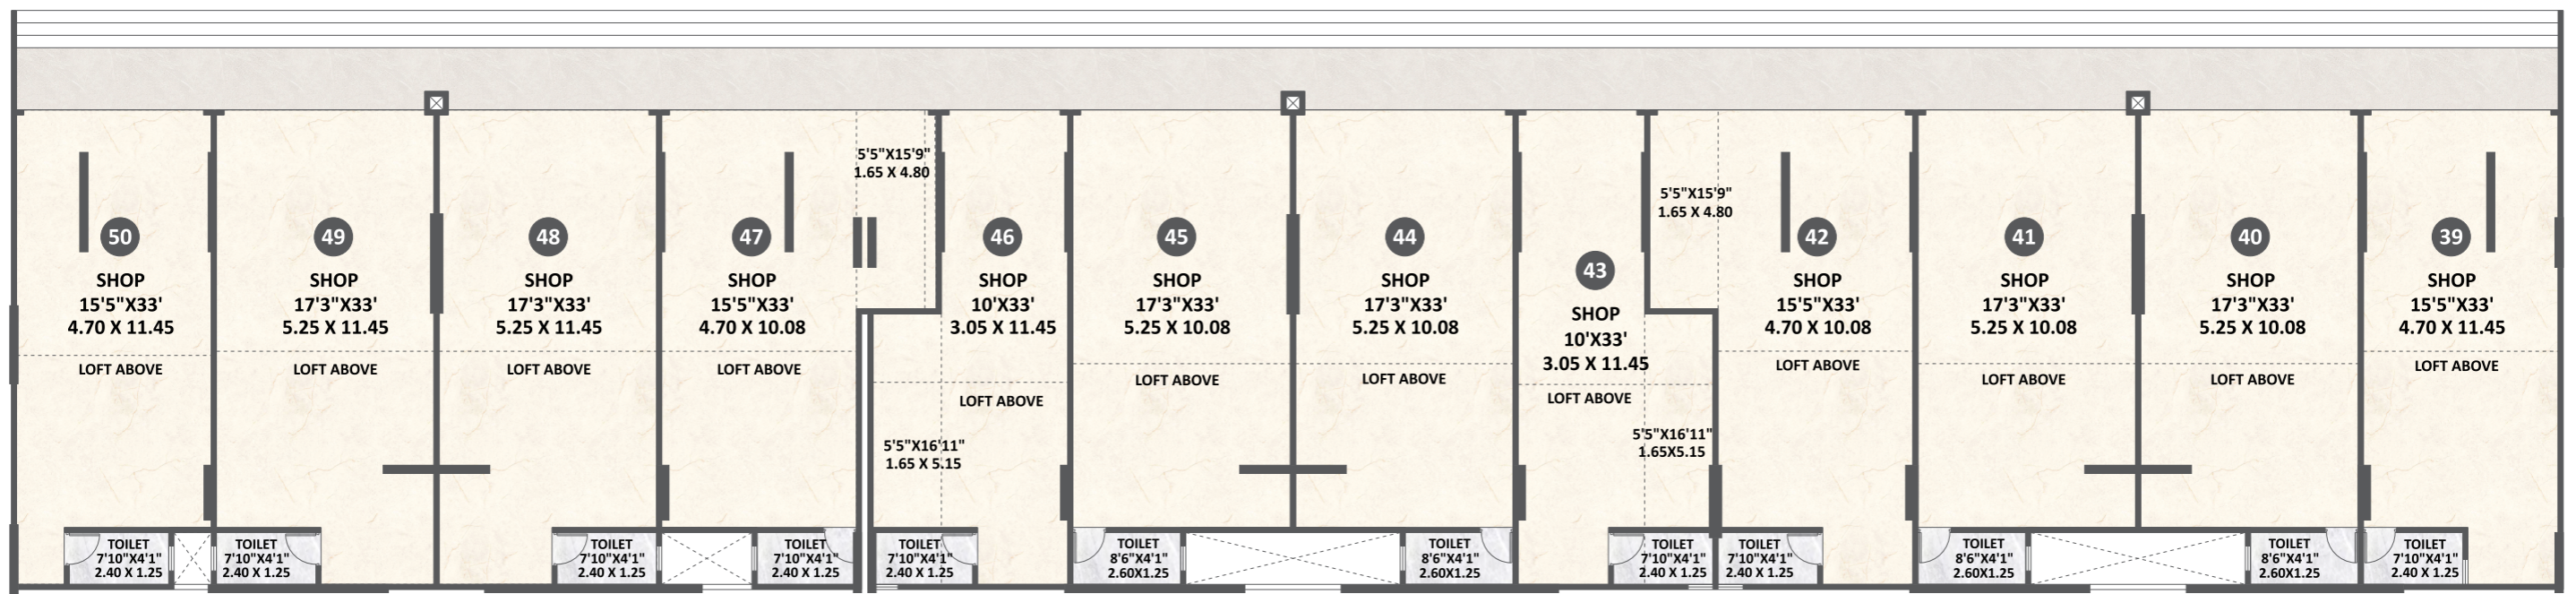 50
SHOP
15'5"X33'
4.70 X 11.45
LOFT ABOVE
TOILET
7'10"X4'1"
2.40 X 1.25
49
SHOP
17'3"X33'
5.25 X 11.45
LOFT ABOVE
TOILET
7'10"X4'1"
2.40 X 1.25
48
SHOP
17'3"X33'
5.25 X 11.45
LOFT ABOVE
TOILET
7'10"X4'1"
2.40 X 1.25
47
SHOP
15'5"X33'
4.70 X 10.08
LOFT ABOVE
5'5"X15'9"
1.65 X 4.80
TOILET
7'10"X4'1"
2.40 X 1.25
46
SHOP
10'X33'
3.05 X 11.45
LOFT ABOVE
5'5"X16'11"
1.65 X 5.15
TOILET
7'10"X4'1"
2.40 X 1.25
45
SHOP
17'3"X33'
5.25 X 10.08
LOFT ABOVE
TOILET
8'6"X4'1"
2.60X1.25
44
SHOP
17'3"X33'
5.25 X 10.08
LOFT ABOVE
TOILET
8'6"X4'1"
2.60X1.25
43
SHOP
10'X33'
3.05 X 11.45
LOFT ABOVE
5'5"X16'11"
1.65X5.15
TOILET
7'10"X4'1"
2.40 X 1.25
5'5"X15'9"
1.65 X 4.80
42
SHOP
15'5"X33'
4.70 X 10.08
LOFT ABOVE
TOILET
7'10"X4'1"
2.40 X 1.25
41
SHOP
17'3"X33'
5.25 X 10.08
LOFT ABOVE
TOILET
8'6"X4'1"
2.60X1.25
40
SHOP
17'3"X33'
5.25 X 10.08
LOFT ABOVE
TOILET
8'6"X4'1"
2.60X1.25
39
SHOP
15'5"X33'
4.70 X 11.45
LOFT ABOVE
TOILET
7'10"X4'1"
2.40 X 1.25